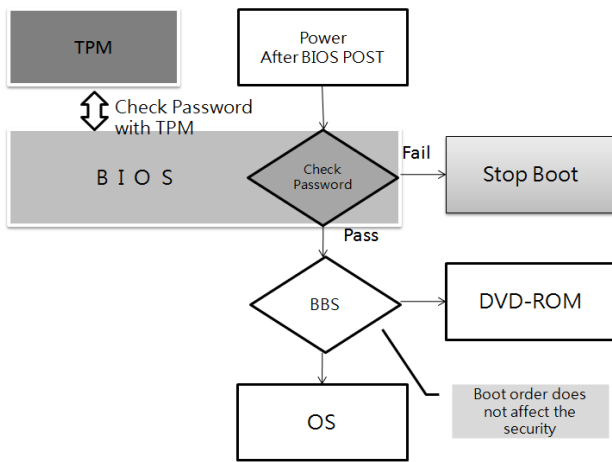 TPM
Power
After BIOS POST
Check Password
with TPM
B I O S
Check
Password
Fail
Stop Boot
Pass
BBS
DVD-ROM
OS
Boot order does
not affect the
security